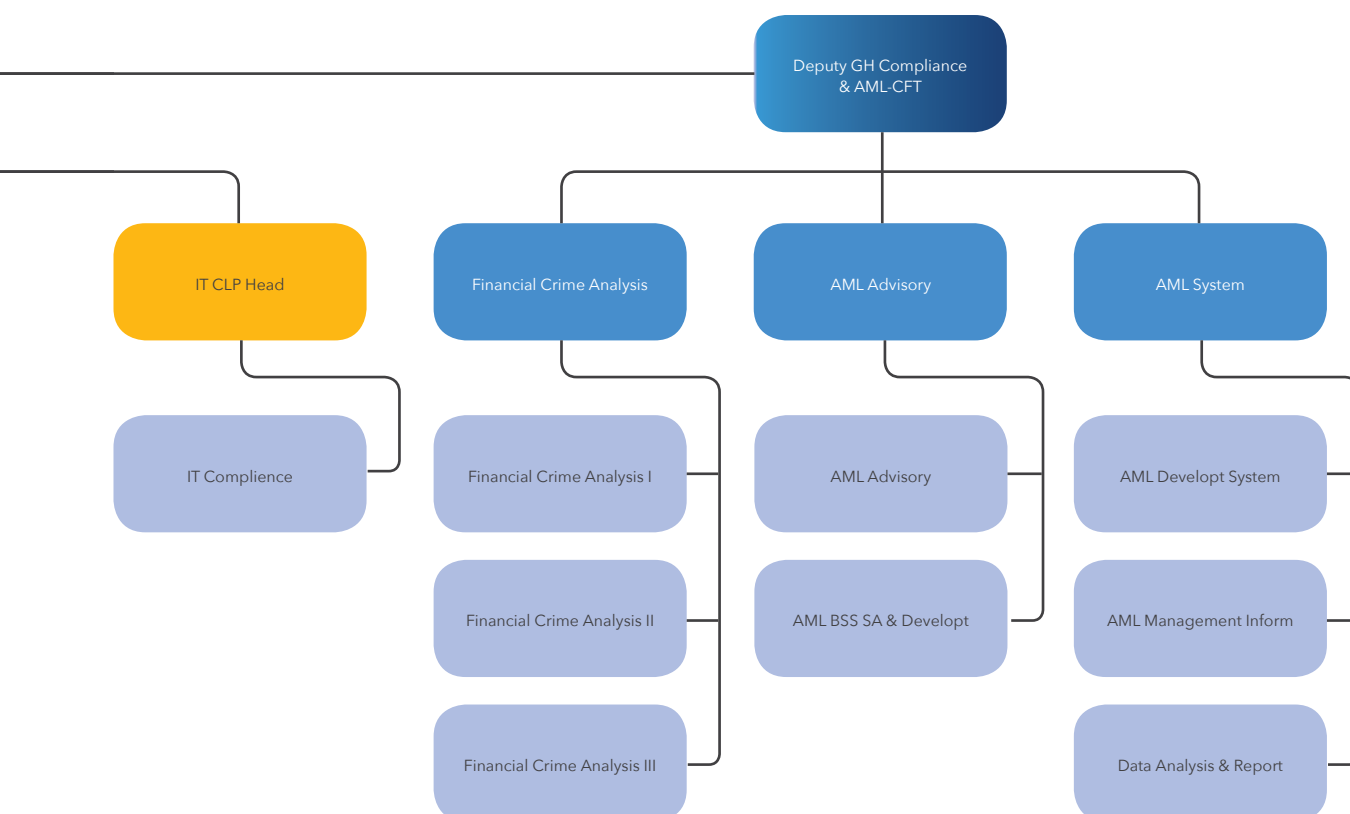 Deputy GH Compliance
& AML-CFT
IT CLP Head
Financial Crime Analysis
AML Advisory
AML System
IT Complience
Financial Crime Analysis I
AML Advisory
AML Developt System
Financial Crime Analysis II
AML BSS SA & Developt
AML Management Inform
Financial Crime Analysis III
Data Analysis & Report